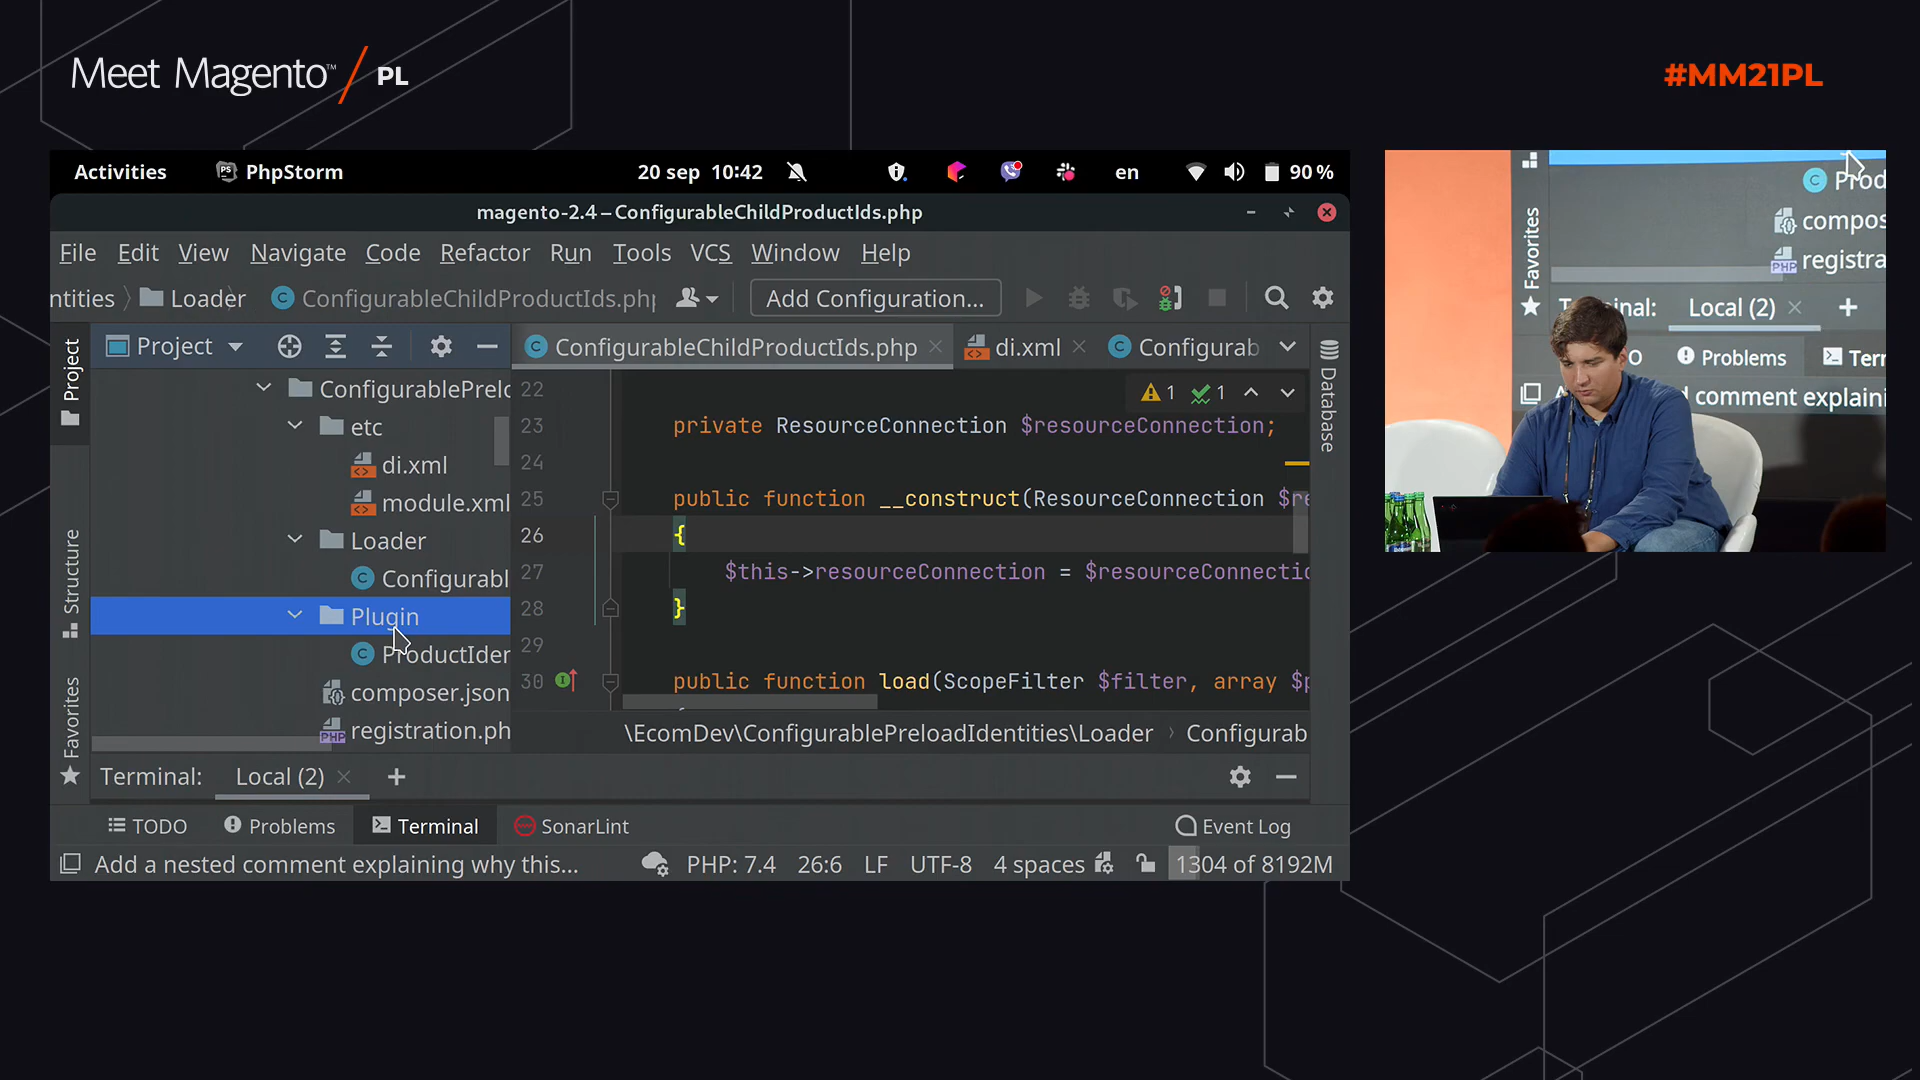 Meet Magento™ / PL
#MM21PL
Activities PhpStorm 20 sep 10:42 en 90 %
magento-2.4 – ConfigurableChildProductIds.php
File Edit View Navigate Code Refactor Run Tools VCS Window Help
ntities Loader ConfigurableChildProductIds.ph Add Configuration...
Project
Project
ConfigurablePrel
etc
di.xml
module.xml
Loader
Configurabl
Plugin
ProductIder
composer.json
registration.ph
Structure
Favorites
ConfigurableChildProductIds.php di.xml Configurab
1 1
22
23 private ResourceConnection $resourceConnection;
24
25 public function __construct(ResourceConnection $re
26 {
27 $this->resourceConnection = $resourceConnectio
28 }
29
30 public function load(ScopeFilter $filter, array $p
{
\EcomDev\ConfigurablePreloadIdentities\Loader › Configurab
Database
Terminal: Local (2) +
TODO Problems Terminal SonarLint Event Log
Add a nested comment explaining why this... PHP: 7.4 26:6 LF UTF-8 4 spaces 1304 of 8192M
Prod
compos
registra
Favorites
nal: Local (2) +
O Problems Terr
comment explaini